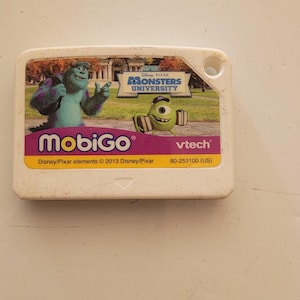 Disney · PIXAR
MONSTERS
UNIVERSITY
MobiGo®
vtech®
Disney/Pixar elements © 2013 Disney/Pixar
80-253100 (US)